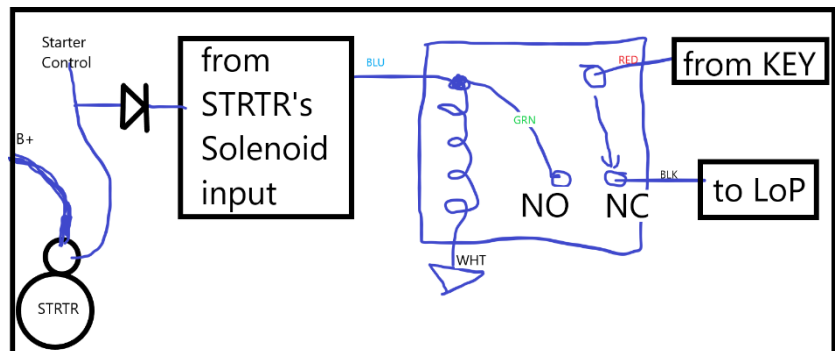 Starter
Control
B+
STRTR
from
STRTR's
Solenoid
input
BLU
GRN
WHT
NO
NC
RED
BLK
from KEY
to LoP